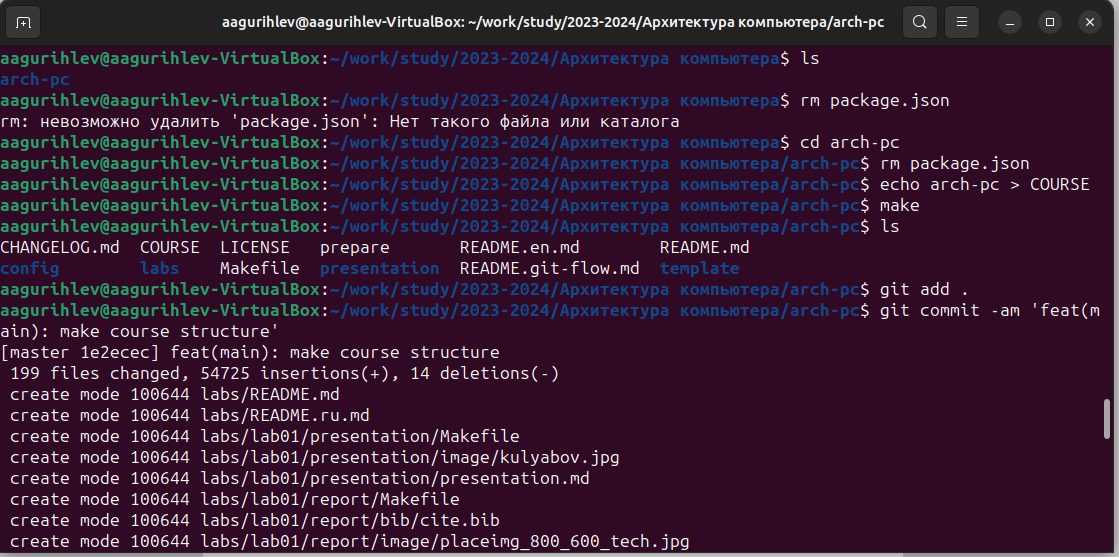 aagurihlev@aagurihlev-VirtualBox: ~/work/study/2023-2024/Архитектура компьютера/arch-pc
aagurihlev@aagurihlev-VirtualBox:~/work/study/2023-2024/Архитектура компьютера$ ls
arch-pc
aagurihlev@aagurihlev-VirtualBox:~/work/study/2023-2024/Архитектура компьютера$ rm package.json
rm: невозможно удалить 'package.json': Нет такого файла или каталога
aagurihlev@aagurihlev-VirtualBox:~/work/study/2023-2024/Архитектура компьютера$ cd arch-pc
aagurihlev@aagurihlev-VirtualBox:~/work/study/2023-2024/Архитектура компьютера/arch-pc$ rm package.json
aagurihlev@aagurihlev-VirtualBox:~/work/study/2023-2024/Архитектура компьютера/arch-pc$ echo arch-pc > COURSE
aagurihlev@aagurihlev-VirtualBox:~/work/study/2023-2024/Архитектура компьютера/arch-pc$ make
aagurihlev@aagurihlev-VirtualBox:~/work/study/2023-2024/Архитектура компьютера/arch-pc$ ls
CHANGELOG.md  COURSE  LICENSE   prepare       README.en.md        README.md
config        labs    Makefile  presentation  README.git-flow.md  template
aagurihlev@aagurihlev-VirtualBox:~/work/study/2023-2024/Архитектура компьютера/arch-pc$ git add .
aagurihlev@aagurihlev-VirtualBox:~/work/study/2023-2024/Архитектура компьютера/arch-pc$ git commit -am 'feat(m
ain): make course structure'
[master 1e2ecec] feat(main): make course structure
 199 files changed, 54725 insertions(+), 14 deletions(-)
 create mode 100644 labs/README.md
 create mode 100644 labs/README.ru.md
 create mode 100644 labs/lab01/presentation/Makefile
 create mode 100644 labs/lab01/presentation/image/kulyabov.jpg
 create mode 100644 labs/lab01/presentation/presentation.md
 create mode 100644 labs/lab01/report/Makefile
 create mode 100644 labs/lab01/report/bib/cite.bib
 create mode 100644 labs/lab01/report/image/placeimg_800_600_tech.jpg